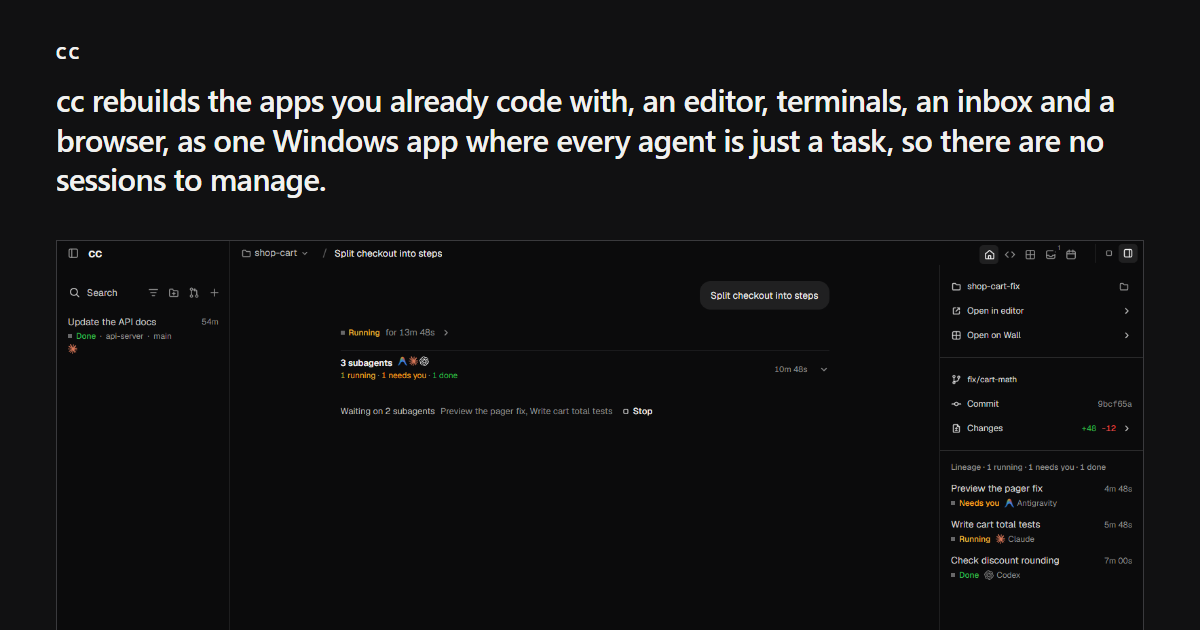 cc
cc rebuilds the apps you already code with, an editor, terminals, an inbox and a
browser, as one Windows app where every agent is just a task, so there are no
sessions to manage.
cc
shop-cart / Split checkout into steps
1
Search
Update the API docs 54m
Done · api-server · main
Split checkout into steps
Running for 13m 48s
3 subagents
1 running · 1 needs you · 1 done
10m 48s
Waiting on 2 subagents Preview the pager fix, Write cart total tests Stop
shop-cart-fix
Open in editor
Open on Wall
fix/cart-math
Commit 9bcf65a
Changes +48 −12
Lineage · 1 running · 1 needs you · 1 done
Preview the pager fix 4m 48s
Needs you Antigravity
Write cart total tests 5m 48s
Running Claude
Check discount rounding 7m 00s
Done Codex